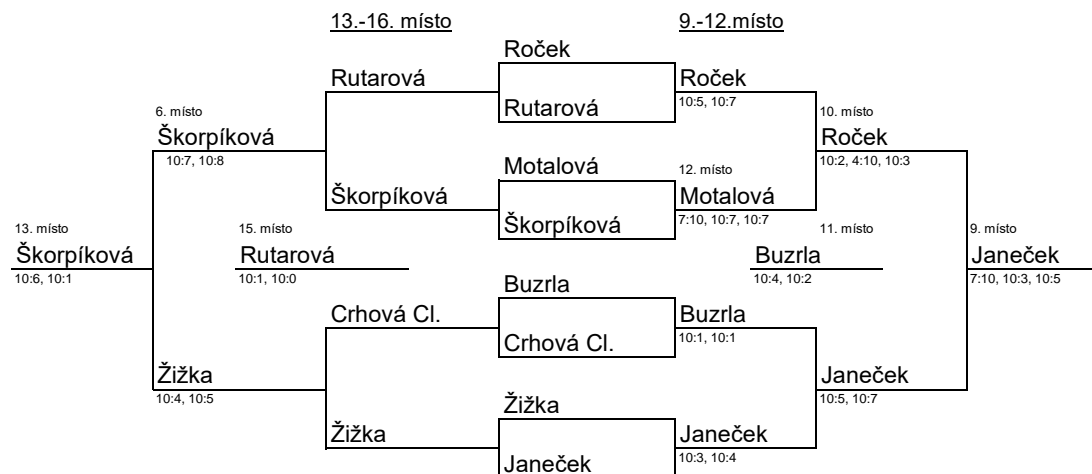 13.-16. místo 9.-12.místo
Roček
Rutarová Roček
10:5, 10:7
Rutarová
6. místo 10. místo
Škorpíková Roček
10:7, 10:8 10:2, 4:10, 10:3
Motalová 12. místo
Škorpíková Motalová
7:10, 10:7, 10:7
Škorpíková
13. místo 15. místo 11. místo 9. místo
Škorpíková Rutarová Buzrla Janeček
10:6, 10:1 10:1, 10:0 10:4, 10:2 7:10, 10:3, 10:5
Buzrla
Crhová Cl. Buzrla
10:1, 10:1
Crhová Cl.
Žižka Janeček
10:4, 10:5 10:5, 10:7
Žižka
Žižka Janeček
10:3, 10:4
Janeček